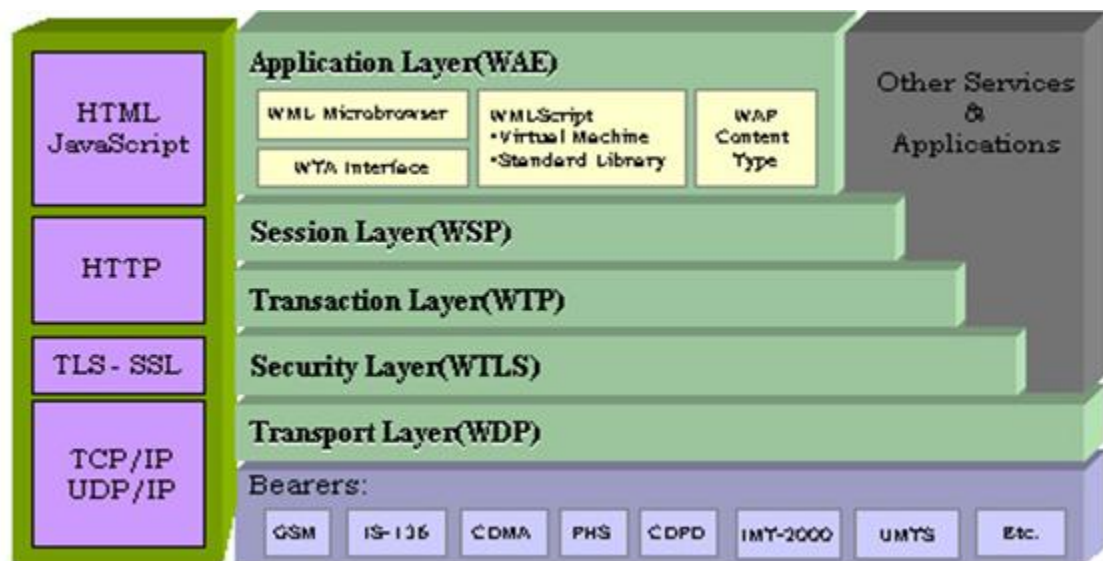 HTML
JavaScript
HTTP
TLS - SSL
TCP/IP
UDP/IP
Application Layer(WAE)
WML Microbrowser
WTA Interface
WMLScript
•Virtual Machine
•Standard Library
WAP
Content
Type
Session Layer(WSP)
Transaction Layer(WTP)
Security Layer(WTLS)
Transport Layer(WDP)
Other Services
&
Applications
Bearers:
GSM
IS-136
CDMA
PHS
CDPD
IMT-2000
UMTS
Etc.